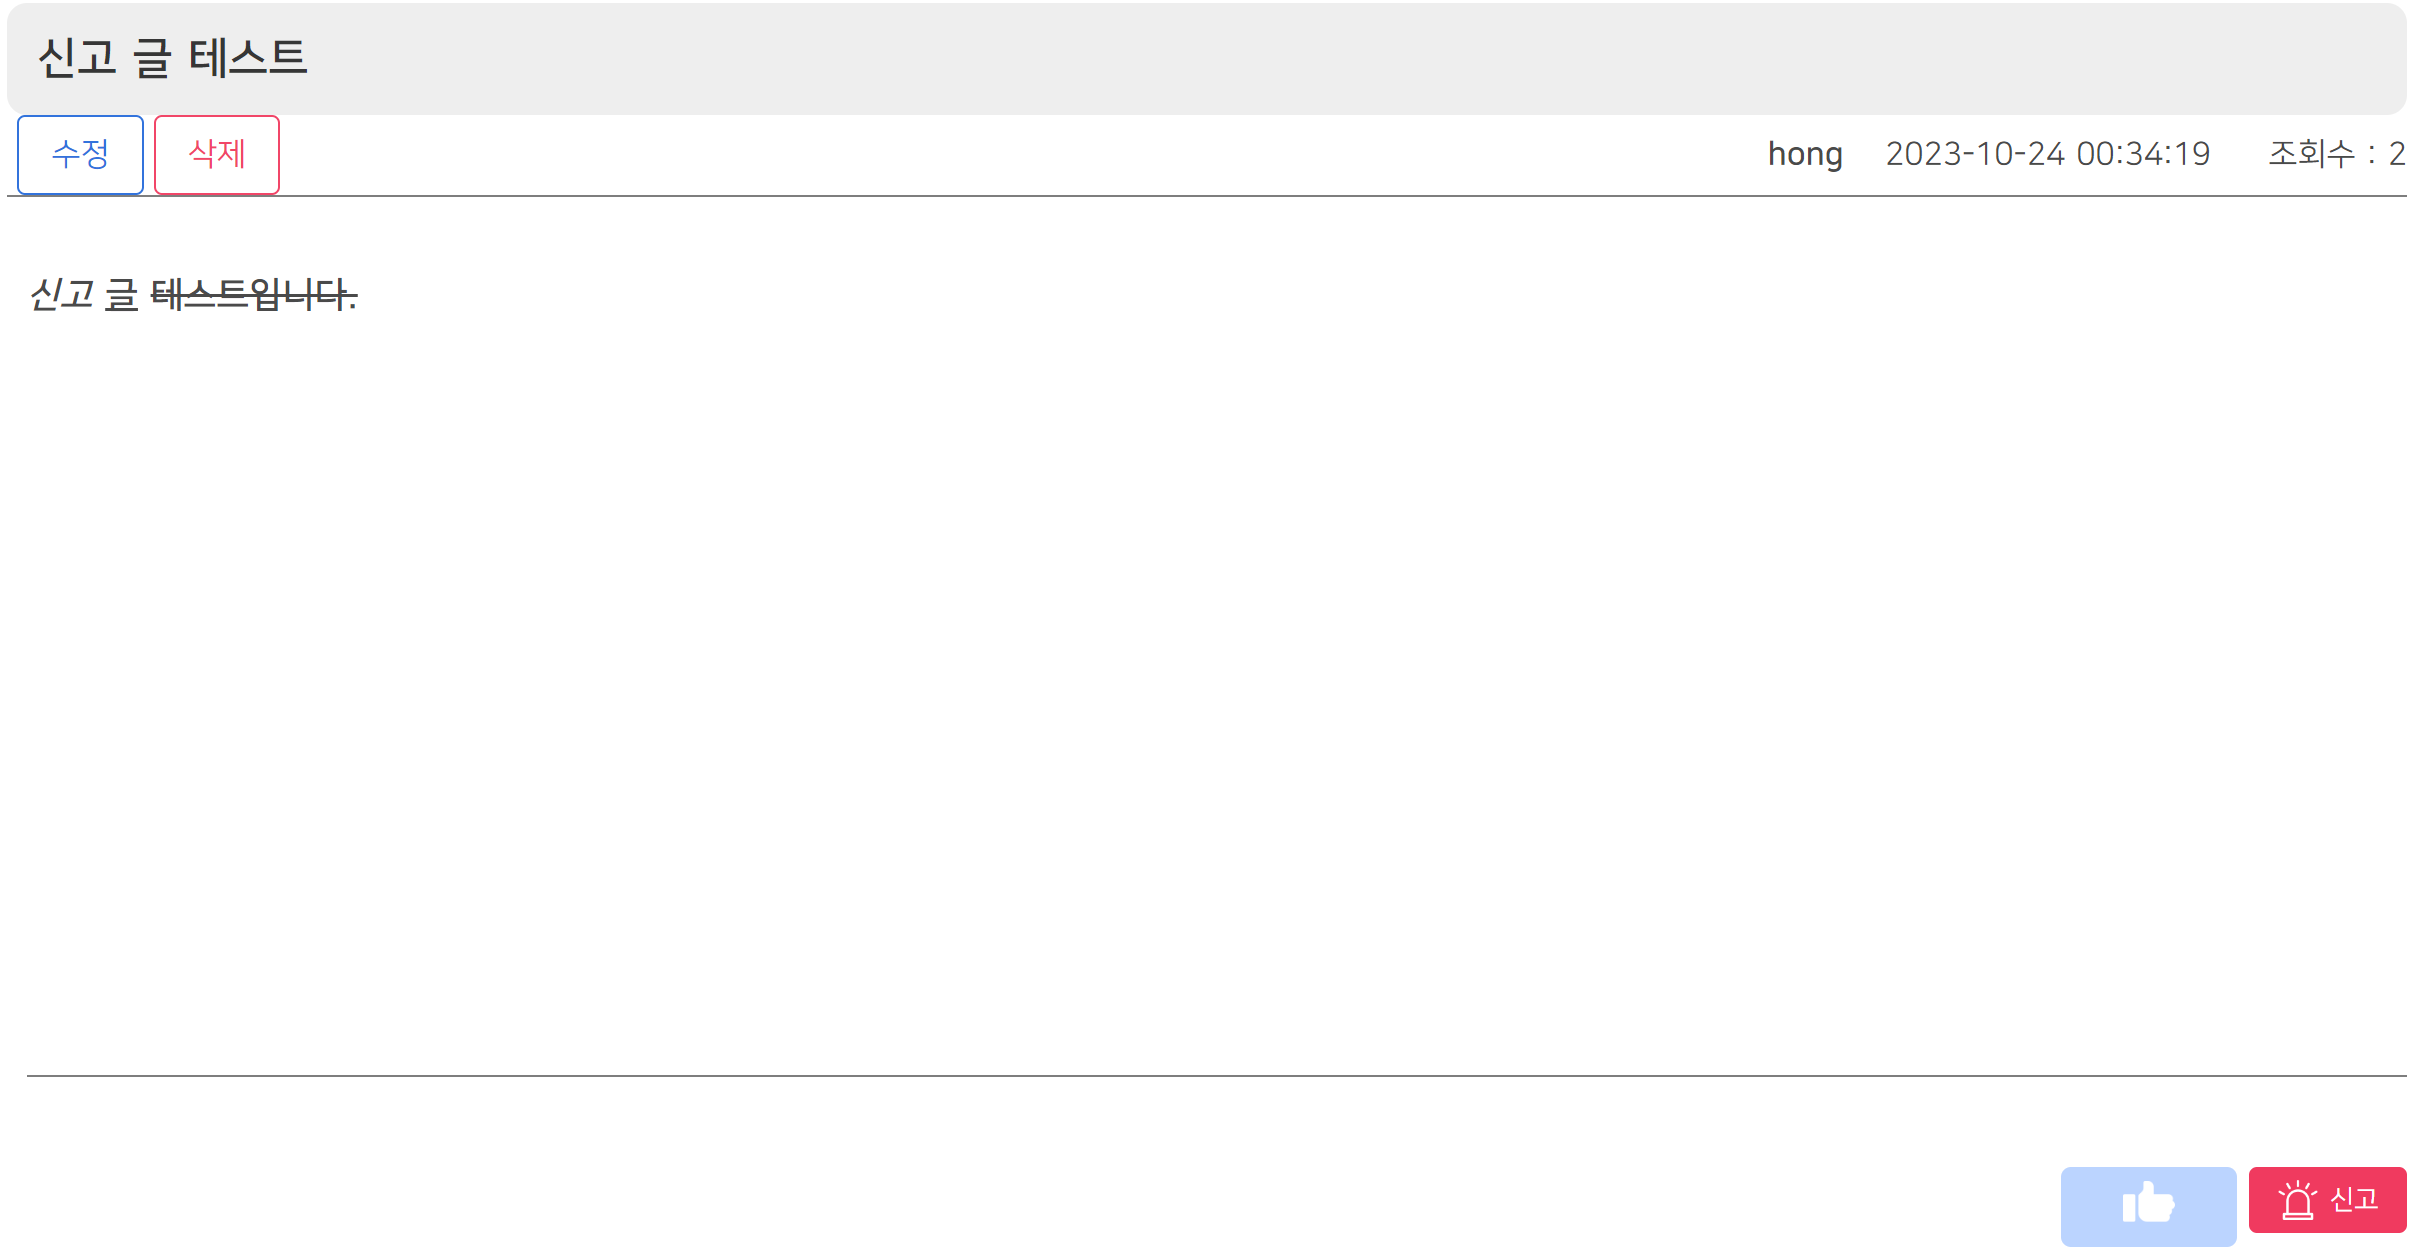 신고 글 테스트
수정 삭제 hong 2023-10-24 00:34:19 조회수 : 2
신고 글 테스트입니다.
신고